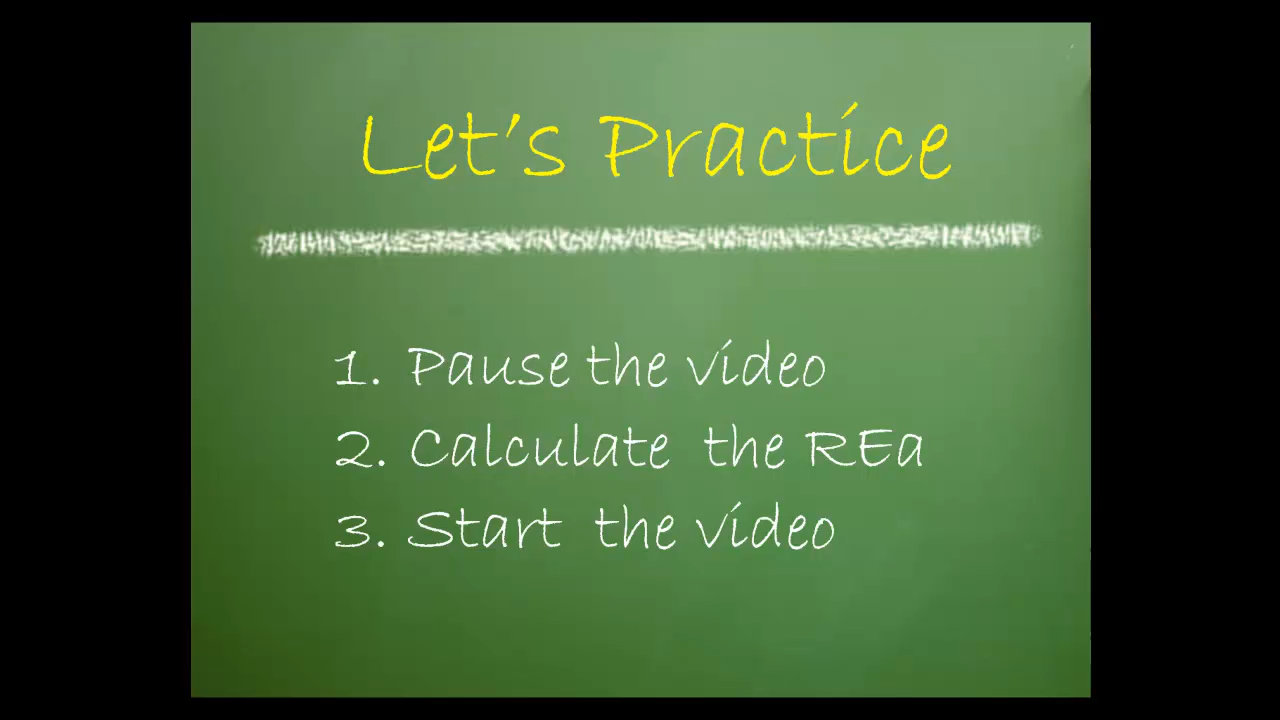 Let's Practice
1. Pause the video
2. Calculate the REa
3. Start the video